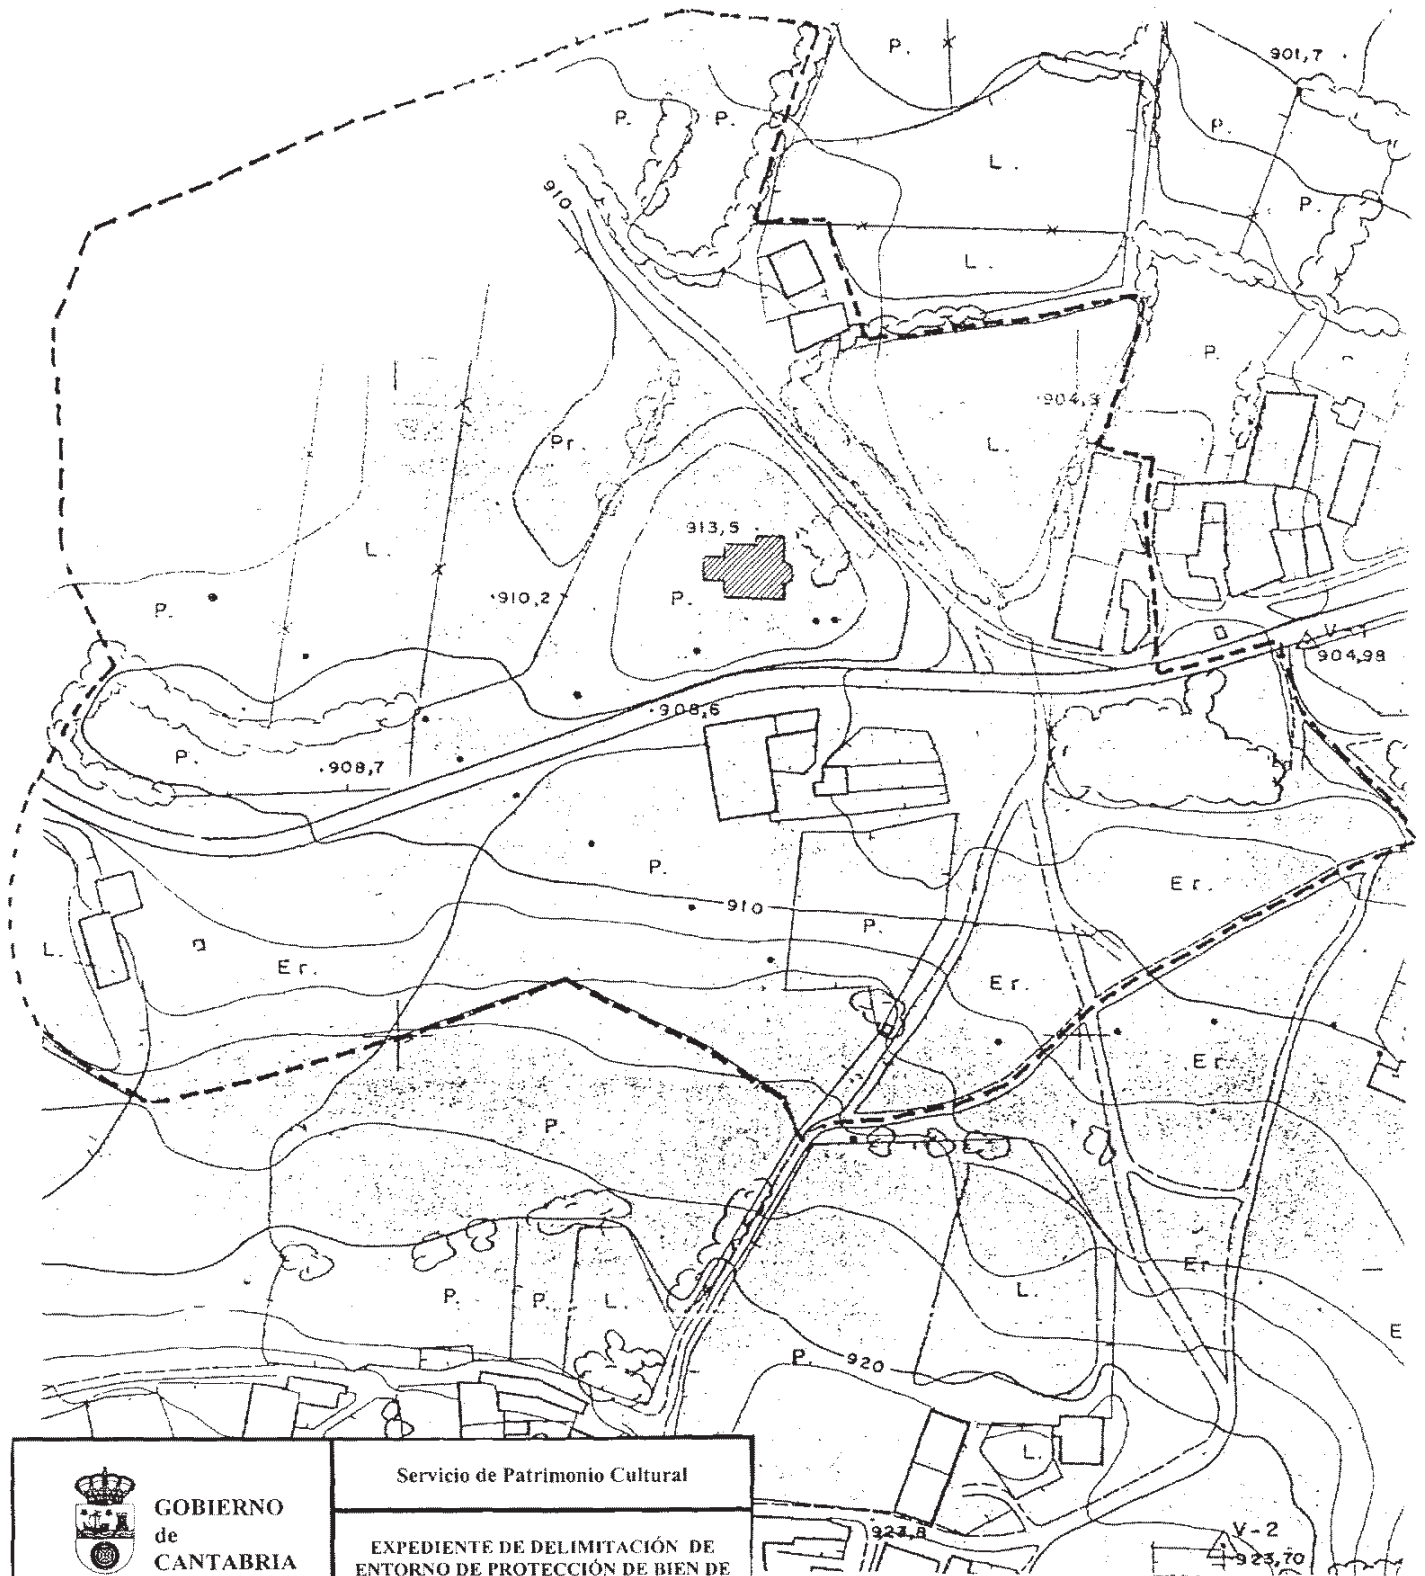 P.
901,7
P.
P.
P.
L.
910
P.
L.
P.
904,3
Pr.
L.
913,5
L.
910,2
P.
P.
V-1
904,98
908,6
P.
908,7
P.
Er.
910
P.
L.
Er.
Er.
Er.
P.
Er.
P.
P.
L.
L.
E
P.
920
L.
923,8
V-2
923,70
GOBIERNO
de
CANTABRIA
Servicio de Patrimonio Cultural
EXPEDIENTE DE DELIMITACIÓN DE
ENTORNO DE PROTECCIÓN DE BIEN DE